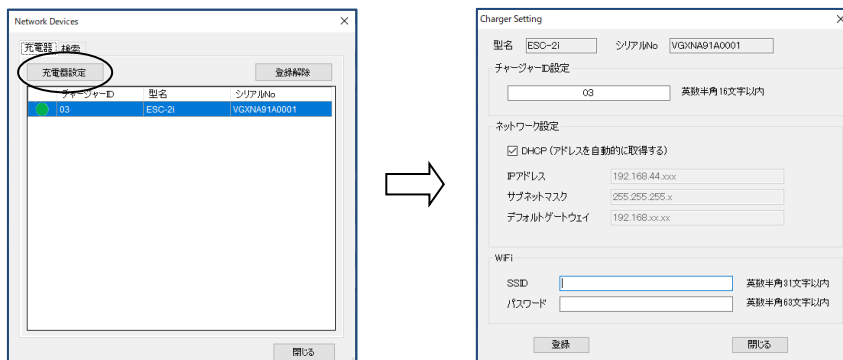 Network Devices
充電器 検索
充電器設定 登録解除
チャージャーID 型名 シリアルNo
03 ESC-2i VGXNA91A0001
閉じる
Charger Setting
型名 ESC-2i シリアルNo VGXNA91A0001
チャージャーID設定
03 英数半角16文字以内
ネットワーク設定
DHCP (アドレスを自動的に取得する)
IPアドレス 192.168.44.xxx
サブネットマスク 255.255.255.x
デフォルトゲートウェイ 192.168.xx.xx
WiFi
SSID 英数半角31文字以内
パスワード 英数半角63文字以内
登録 閉じる